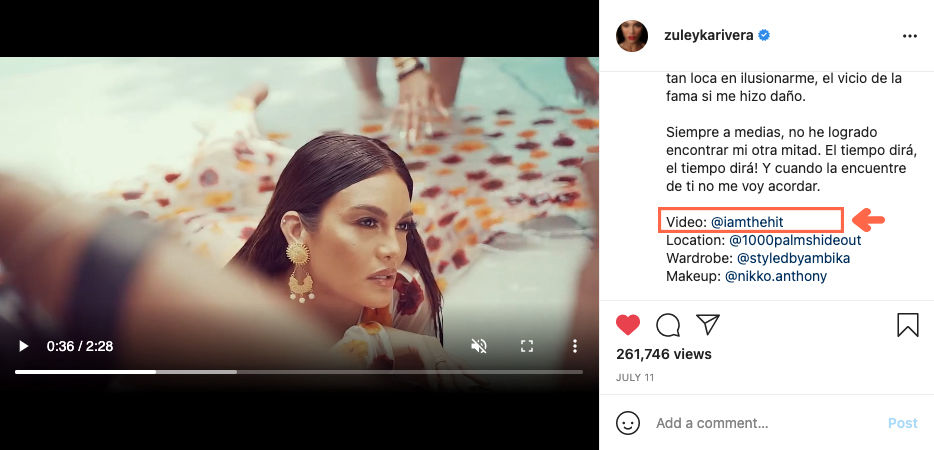 zuleykarivera
tan loca en ilusionarme, el vicio de la
fama si me hizo daño.
Siempre a medias, no he logrado
encontrar mi otra mitad. El tiempo dirá,
el tiempo dirá! Y cuando la encuentre
de ti no me voy acordar.
Video: @iamthehit
Location: @1000palmshideout
Wardrobe: @styledbyambika
Makeup: @nikko.anthony
0:36 / 2:28
261,746 views
JULY 11
Add a comment...
Post